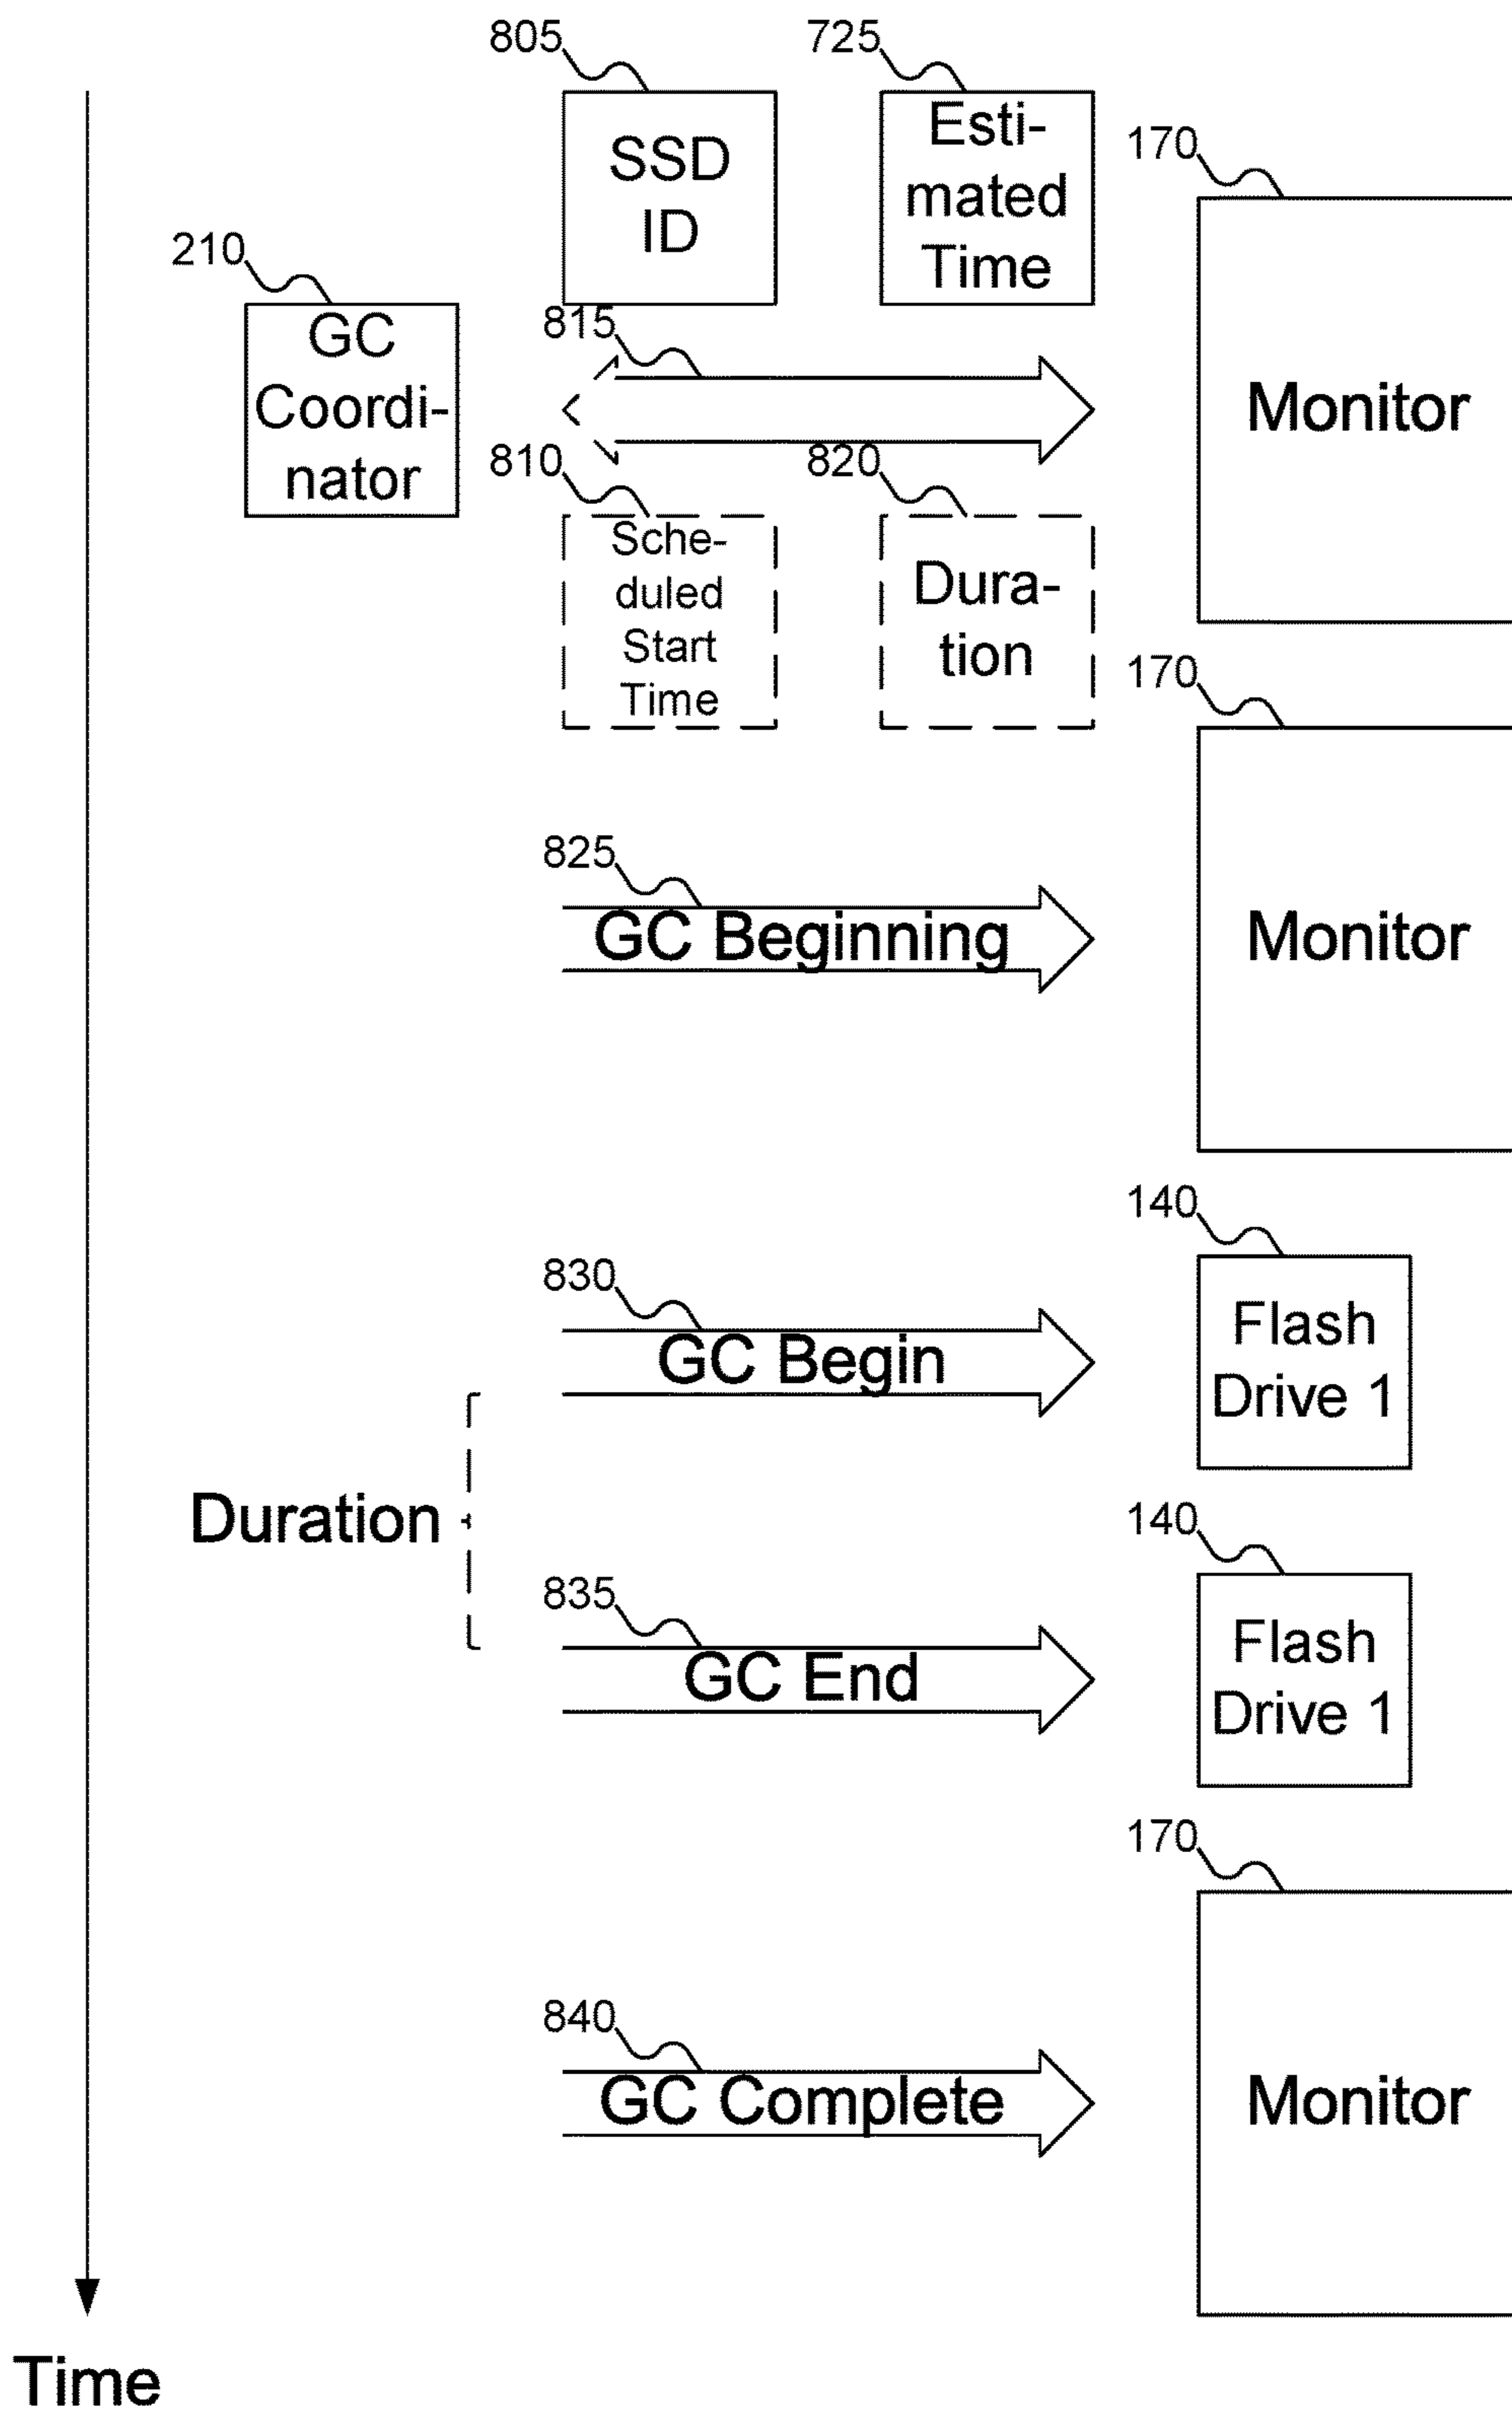 805
725
SSD
ID
Esti-
mated
Time
170
Monitor
210
GC
Coordi-
nator
815
810
820
Sche-
duled
Start
Time
Dura-
tion
170
Monitor
825
GC Beginning
140
Flash
Drive 1
830
GC Begin
Duration
140
Flash
Drive 1
835
GC End
170
Monitor
840
GC Complete
Time